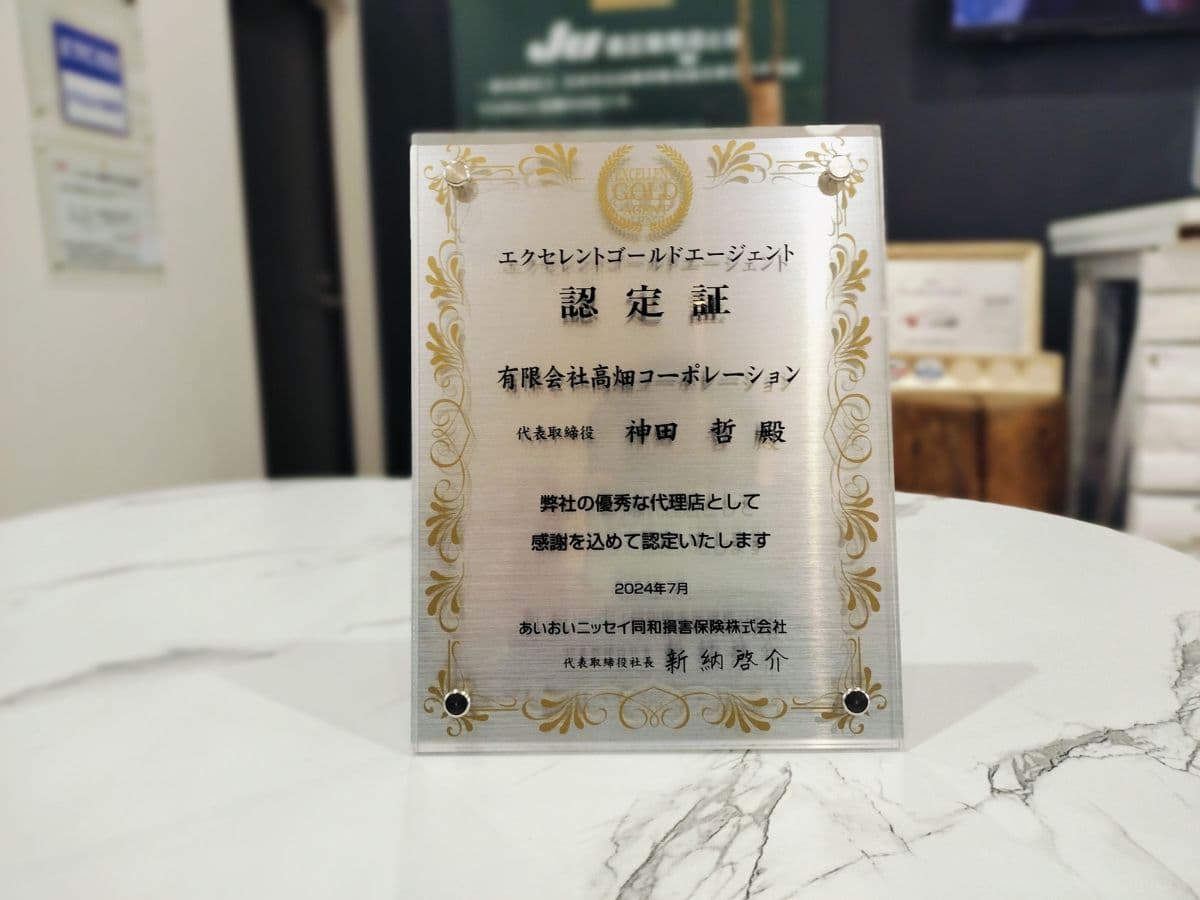 Ju
EXCELLENT
GOLD
AGENT
エクセレントゴールドエージェント
認定証
有限会社高畑コーポレーション
代表取締役 神田 哲 殿
弊社の優秀な代理店として
感謝を込めて認定いたします
2024年7月
あいおいニッセイ同和損害保険株式会社
代表取締役社長 新納啓介